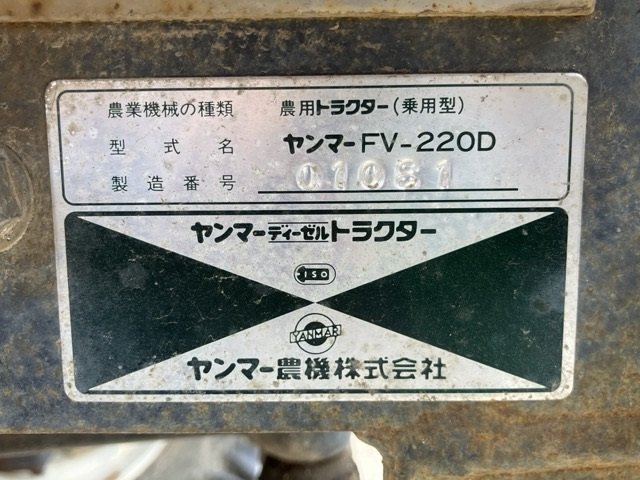 農業機械の種類 農用トラクター(乗用型)
型式名 ヤンマーFV-220D
製造番号 01081
ヤンマーディーゼルトラクター
ISO
YANMAR
ヤンマー農機株式会社